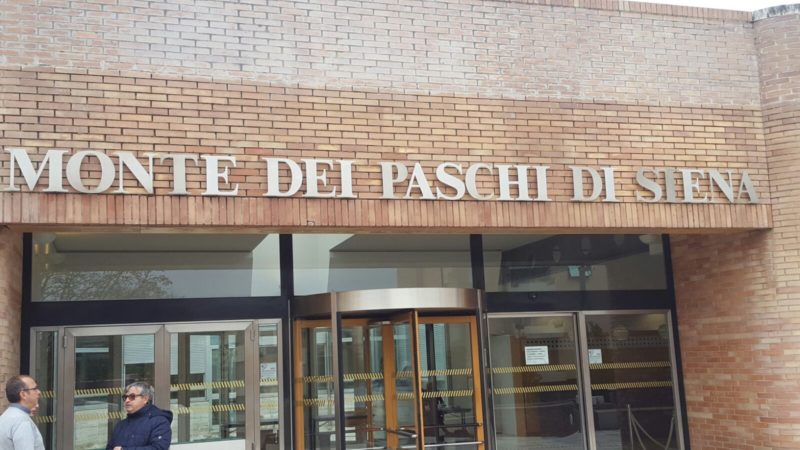 MONTE DEI PASCHI DI SIENA